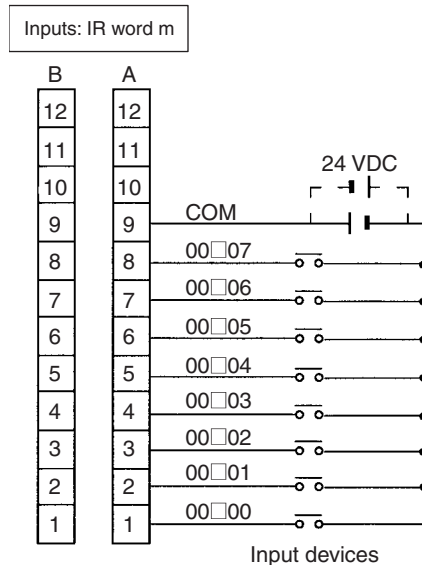 Inputs: IR word m
B A
12 12
11 11
10 10
24 VDC
9 9 COM
8 8 00□07
7 7 00□06
6 6 00□05
5 5 00□04
4 4 00□03
3 3 00□02
2 2 00□01
1 1 00□00
Input devices